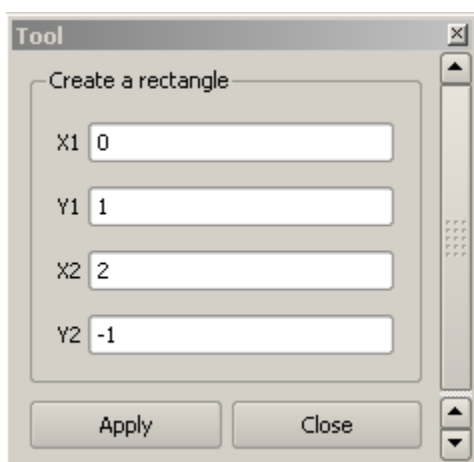 Tool
Create a rectangle
X1 0
Y1 1
X2 2
Y2 -1
Apply Close